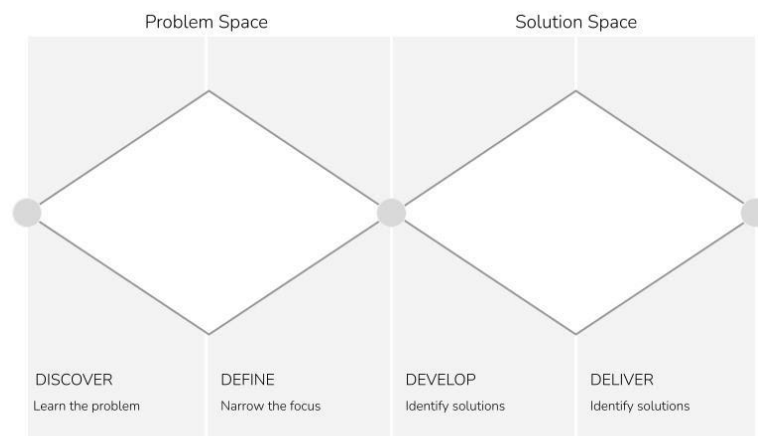 Problem Space
Solution Space
DISCOVER
Learn the problem
DEFINE
Narrow the focus
DEVELOP
Identify solutions
DELIVER
Identify solutions